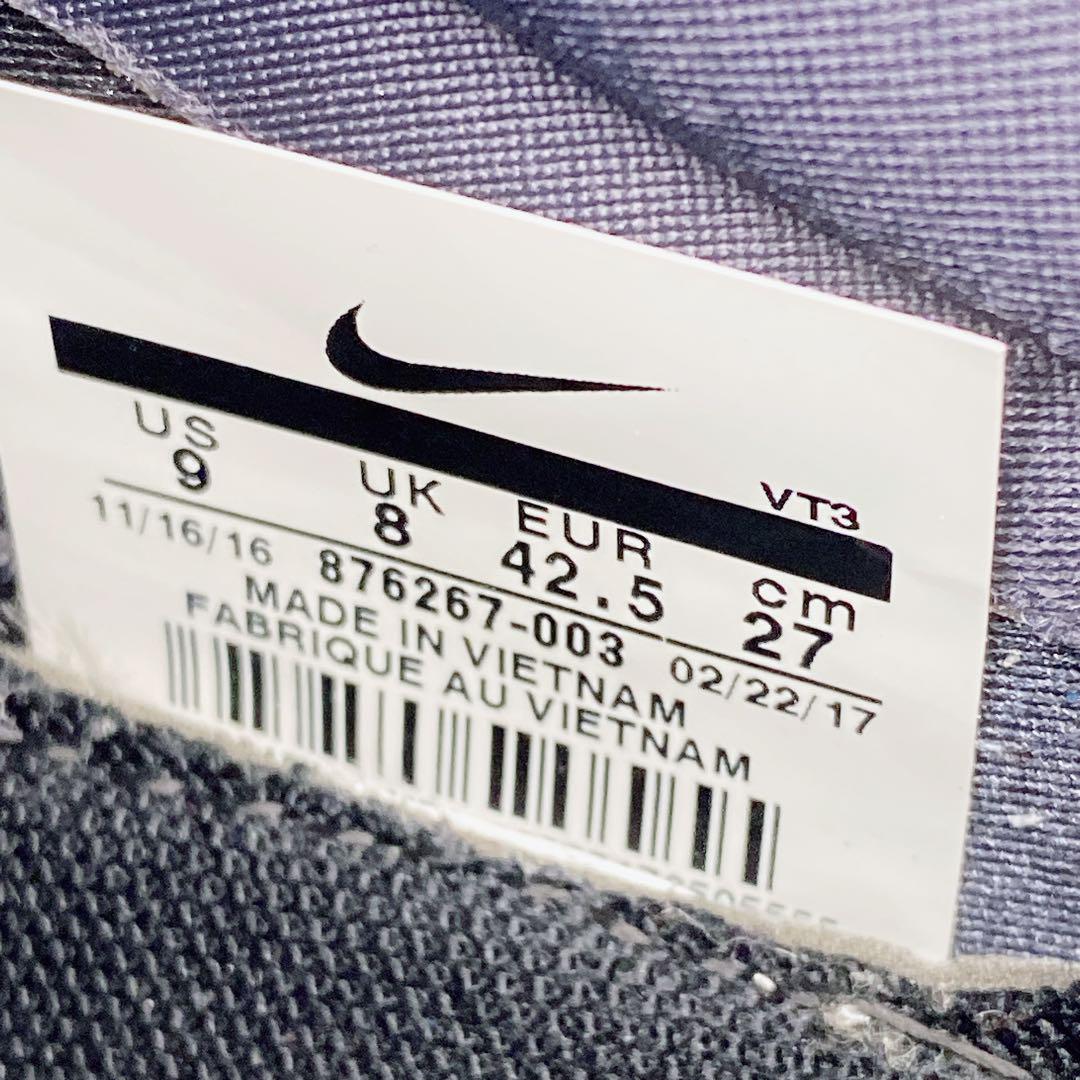 VT3
US UK EUR cm
9 8 42.5 27
11/16/16 876267-003 02/22/17
MADE IN VIETNAM
FABRIQUE AU VIETNAM